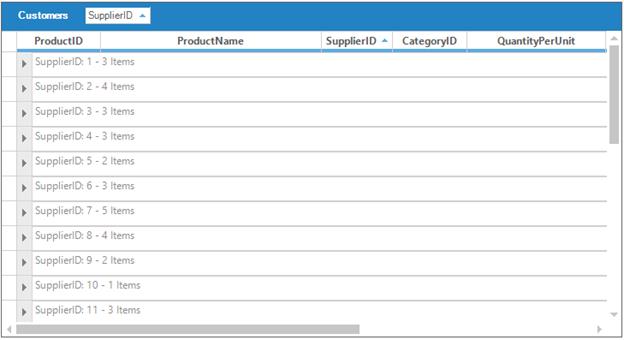 Customers SupplierID
ProductID ProductName SupplierID CategoryID QuantityPerUnit
SupplierID: 1 - 3 Items
SupplierID: 2 - 4 Items
SupplierID: 3 - 3 Items
SupplierID: 4 - 3 Items
SupplierID: 5 - 2 Items
SupplierID: 6 - 3 Items
SupplierID: 7 - 5 Items
SupplierID: 8 - 4 Items
SupplierID: 9 - 2 Items
SupplierID: 10 - 1 Items
SupplierID: 11 - 3 Items